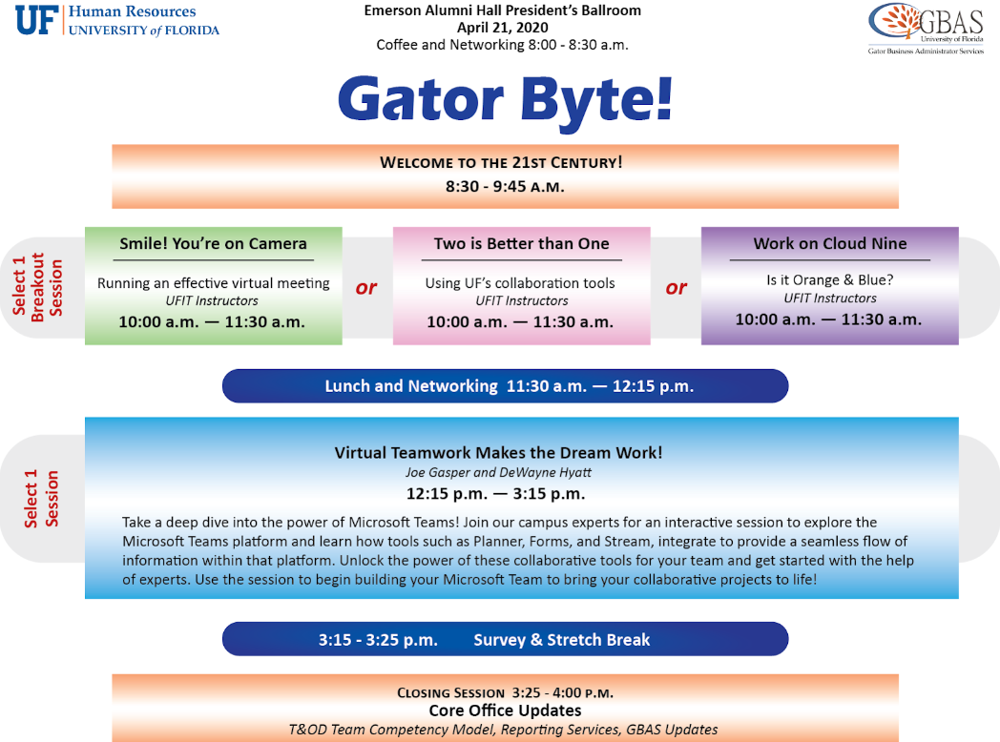 UF Human Resources
UNIVERSITY of FLORIDA
Emerson Alumni Hall President's Ballroom
April 21, 2020
Coffee and Networking 8:00 - 8:30 a.m.
GBAS
University of Florida
Gator Business Administrator Services
Gator Byte!
WELCOME TO THE 21ST CENTURY!
8:30 - 9:45 A.M.
Select 1
Breakout
Session
Smile! You're on Camera
Running an effective virtual meeting
UFIT Instructors
10:00 a.m. — 11:30 a.m.
or
Two is Better than One
Using UF's collaboration tools
UFIT Instructors
10:00 a.m. — 11:30 a.m.
or
Work on Cloud Nine
Is it Orange & Blue?
UFIT Instructors
10:00 a.m. — 11:30 a.m.
Lunch and Networking 11:30 a.m. — 12:15 p.m.
Select 1
Session
Virtual Teamwork Makes the Dream Work!
Joe Gasper and DeWayne Hyatt
12:15 p.m. — 3:15 p.m.
Take a deep dive into the power of Microsoft Teams! Join our campus experts for an interactive session to explore the
Microsoft Teams platform and learn how tools such as Planner, Forms, and Stream, integrate to provide a seamless flow of
information within that platform. Unlock the power of these collaborative tools for your team and get started with the help
of experts. Use the session to begin building your Microsoft Team to bring your collaborative projects to life!
3:15 - 3:25 p.m. Survey & Stretch Break
CLOSING SESSION 3:25 - 4:00 P.M.
Core Office Updates
T&OD Team Competency Model, Reporting Services, GBAS Updates